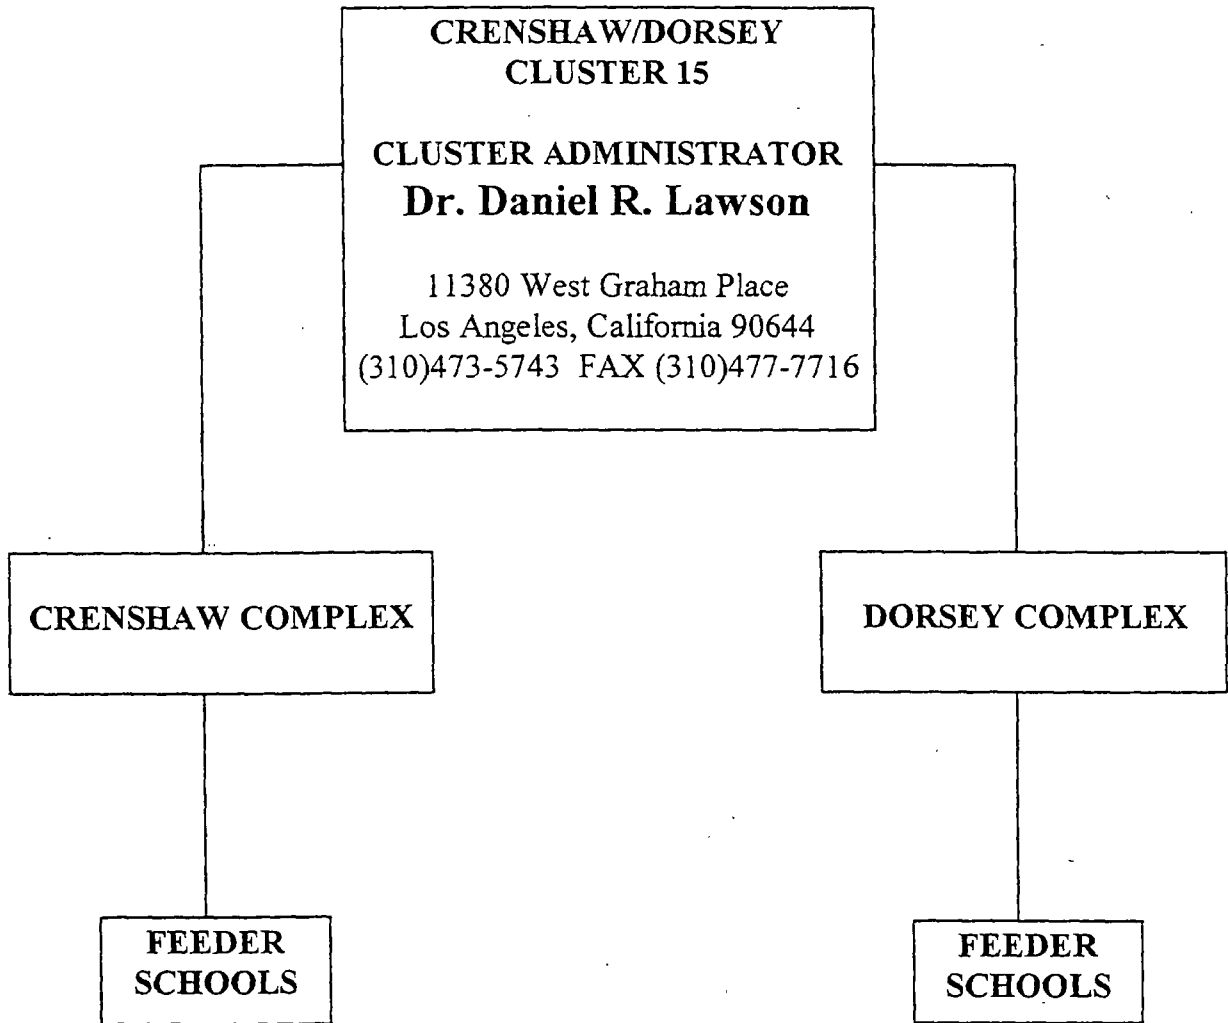 CRENSHAW/DORSEY
CLUSTER 15
CLUSTER ADMINISTRATOR
Dr. Daniel R. Lawson
11380 West Graham Place
Los Angeles, California 90644
(310)473-5743 FAX (310)477-7716
CRENSHAW COMPLEX
DORSEY COMPLEX
FEEDER
SCHOOLS
FEEDER
SCHOOLS